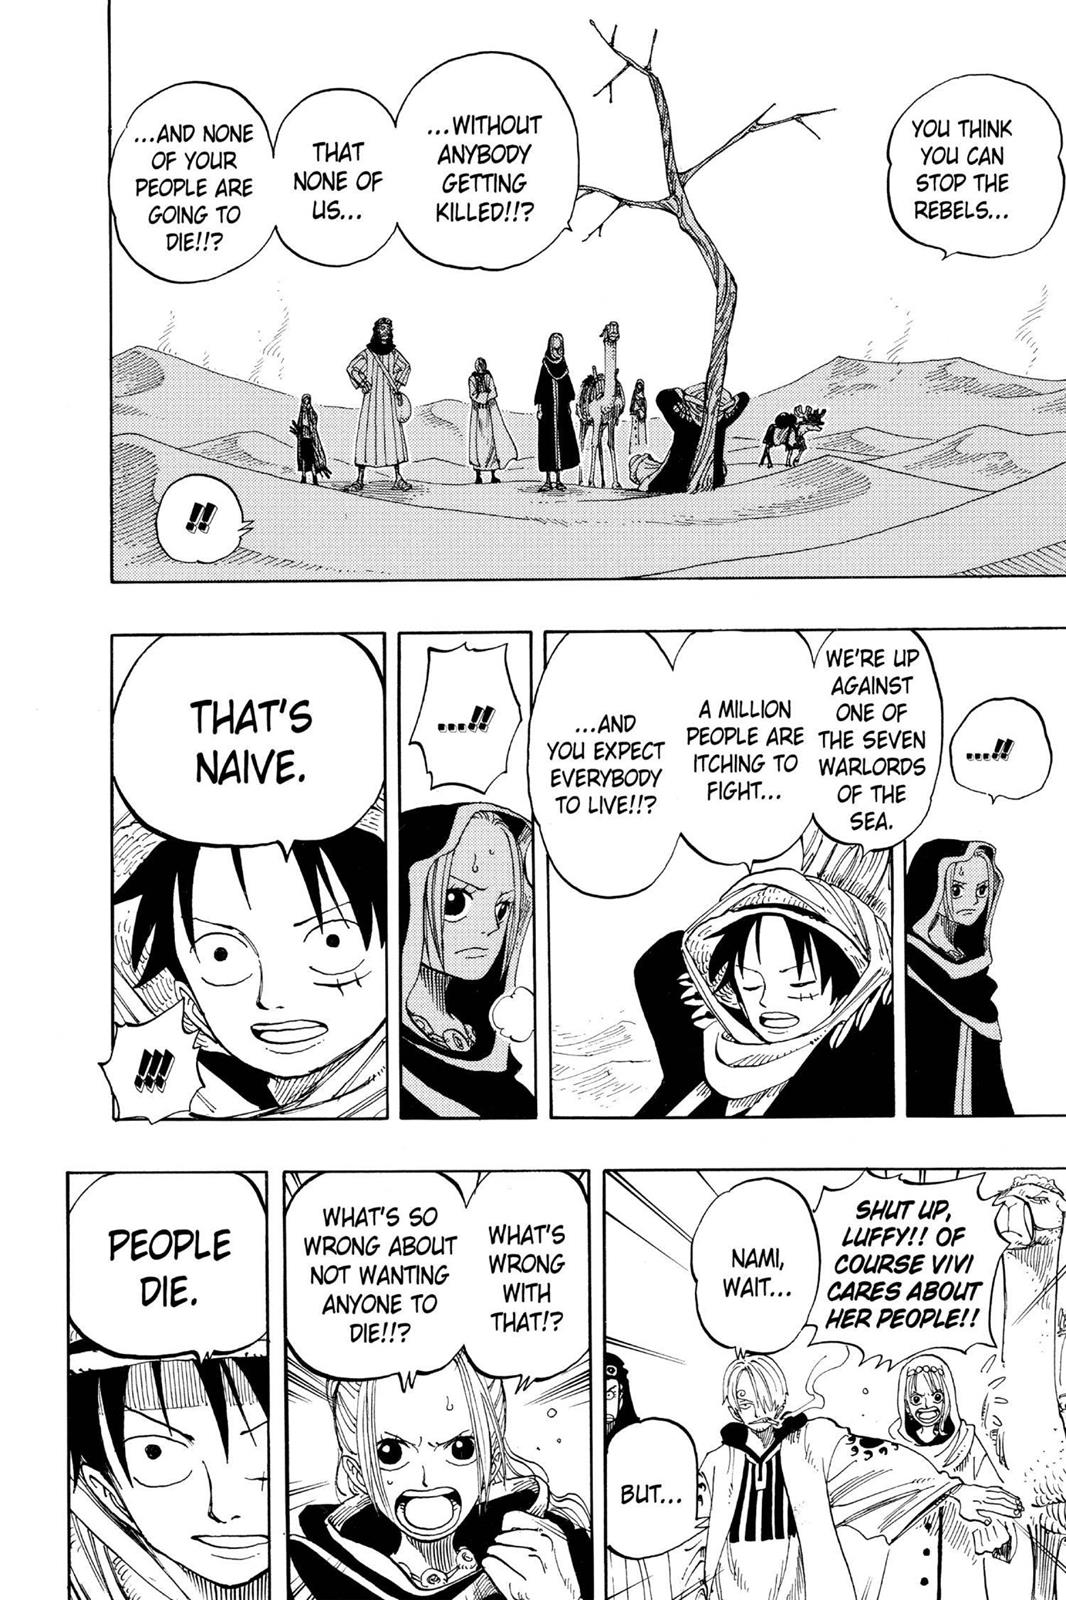 YOU THINK
YOU CAN
STOP THE
REBELS...
...WITHOUT
ANYBODY
GETTING
KILLED!!?
THAT
NONE OF
US...
...AND NONE
OF YOUR
PEOPLE ARE
GOING TO
DIE!!?
!!
...!!
WE'RE UP
AGAINST
ONE OF
THE SEVEN
WARLORDS
OF THE
SEA.
A MILLION
PEOPLE ARE
ITCHING TO
FIGHT...
...AND
YOU EXPECT
EVERYBODY
TO LIVE!!?
...!!
THAT'S
NAIVE.
!!!
SHUT UP,
LUFFY!! OF
COURSE VIVI
CARES ABOUT
HER PEOPLE!!
NAMI,
WAIT...
BUT...
WHAT'S
WRONG
WITH
THAT!?
WHAT'S SO
WRONG ABOUT
NOT WANTING
ANYONE TO
DIE!!?
PEOPLE
DIE.